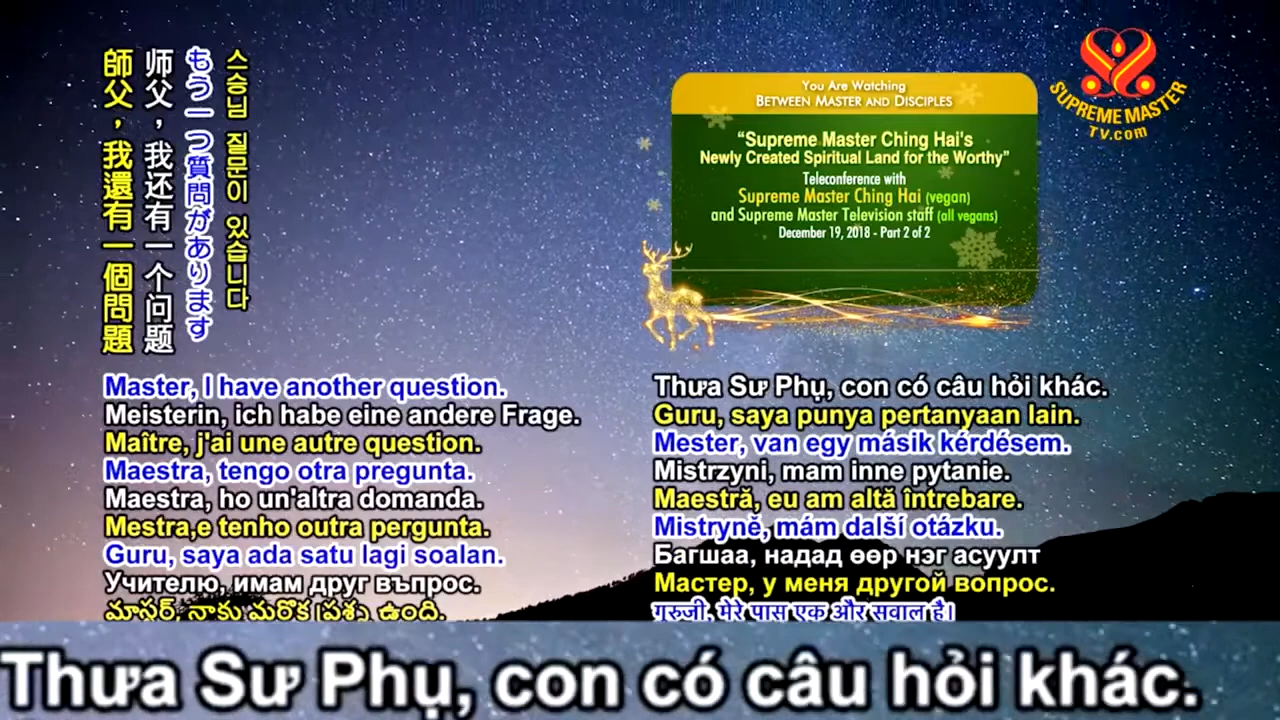 師父，我還有一個問題
师父，我还有一个问题
もう一つ質問があります
스승님 질문이 있습니다
You Are Watching
BETWEEN MASTER AND DISCIPLES
“Supreme Master Ching Hai's
Newly Created Spiritual Land for the Worthy”
Teleconference with
Supreme Master Ching Hai (vegan)
and Supreme Master Television staff (all vegans)
December 19, 2018 - Part 2 of 2
SUPREME MASTER
TV.COM
Master, I have another question.
Meisterin, ich habe eine andere Frage.
Maître, j'ai une autre question.
Maestra, tengo otra pregunta.
Maestra, ho un'altra domanda.
Mestra,e tenho outra pergunta.
Guru, saya ada satu lagi soalan.
Учителю, имам друг въпрос.
మాస్టర్, నాకు మరొక ప్రశ్న ఉంది.
Thưa Sư Phụ, con có câu hỏi khác.
Guru, saya punya pertanyaan lain.
Mester, van egy másik kérdésem.
Mistrzyni, mam inne pytanie.
Maestră, eu am altă întrebare.
Mistryně, mám další otázku.
Багшаа, надад өөр нэг асуулт
Мастер, у меня другой вопрос.
गुरुजी, मेरे पास एक और सवाल है।
Thưa Sư Phụ, con có câu hỏi khác.